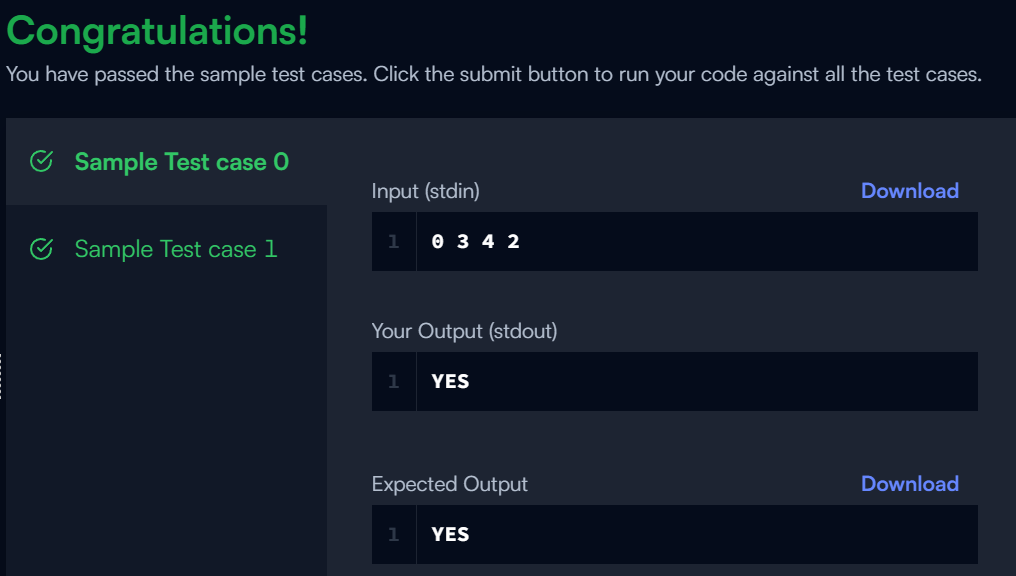 Congratulations!
You have passed the sample test cases. Click the submit button to run your code against all the test cases.
Sample Test case 0
Sample Test case 1
Input (stdin)
Download
1 0 3 4 2
Your Output (stdout)
1 YES
Expected Output
Download
1 YES